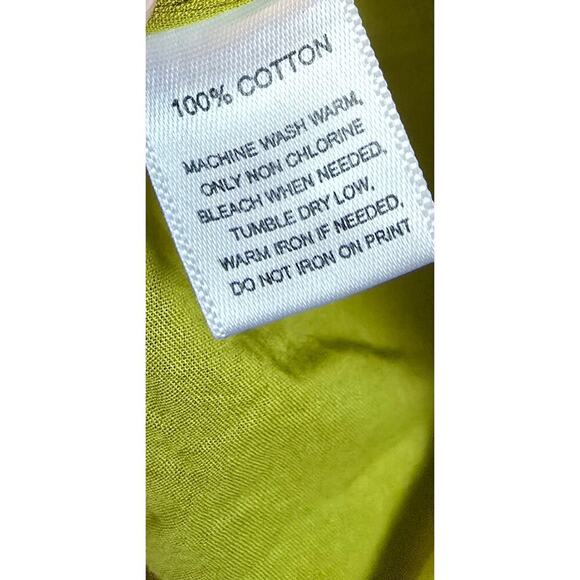 100% COTTON
MACHINE WASH WARM,
ONLY NON CHLORINE
BLEACH WHEN NEEDED,
TUMBLE DRY LOW,
WARM IRON IF NEEDED,
DO NOT IRON ON PRINT